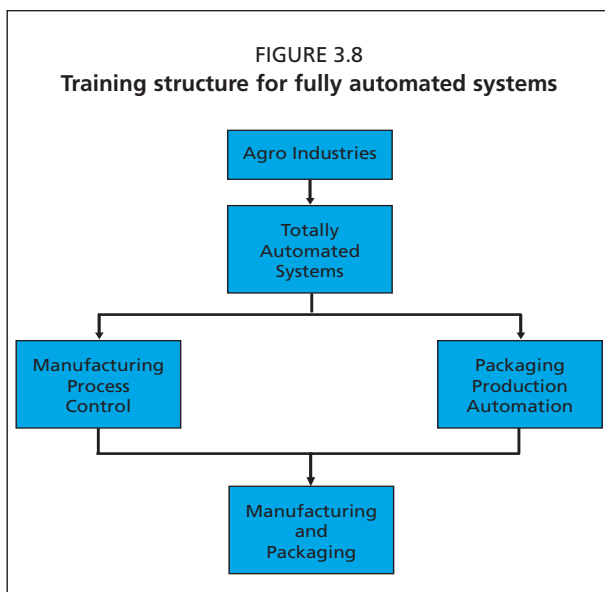 FIGURE 3.8
Training structure for fully automated systems
Agro Industries
Totally
Automated
Systems
Manufacturing
Process
Control
Packaging
Production
Automation
Manufacturing
and
Packaging